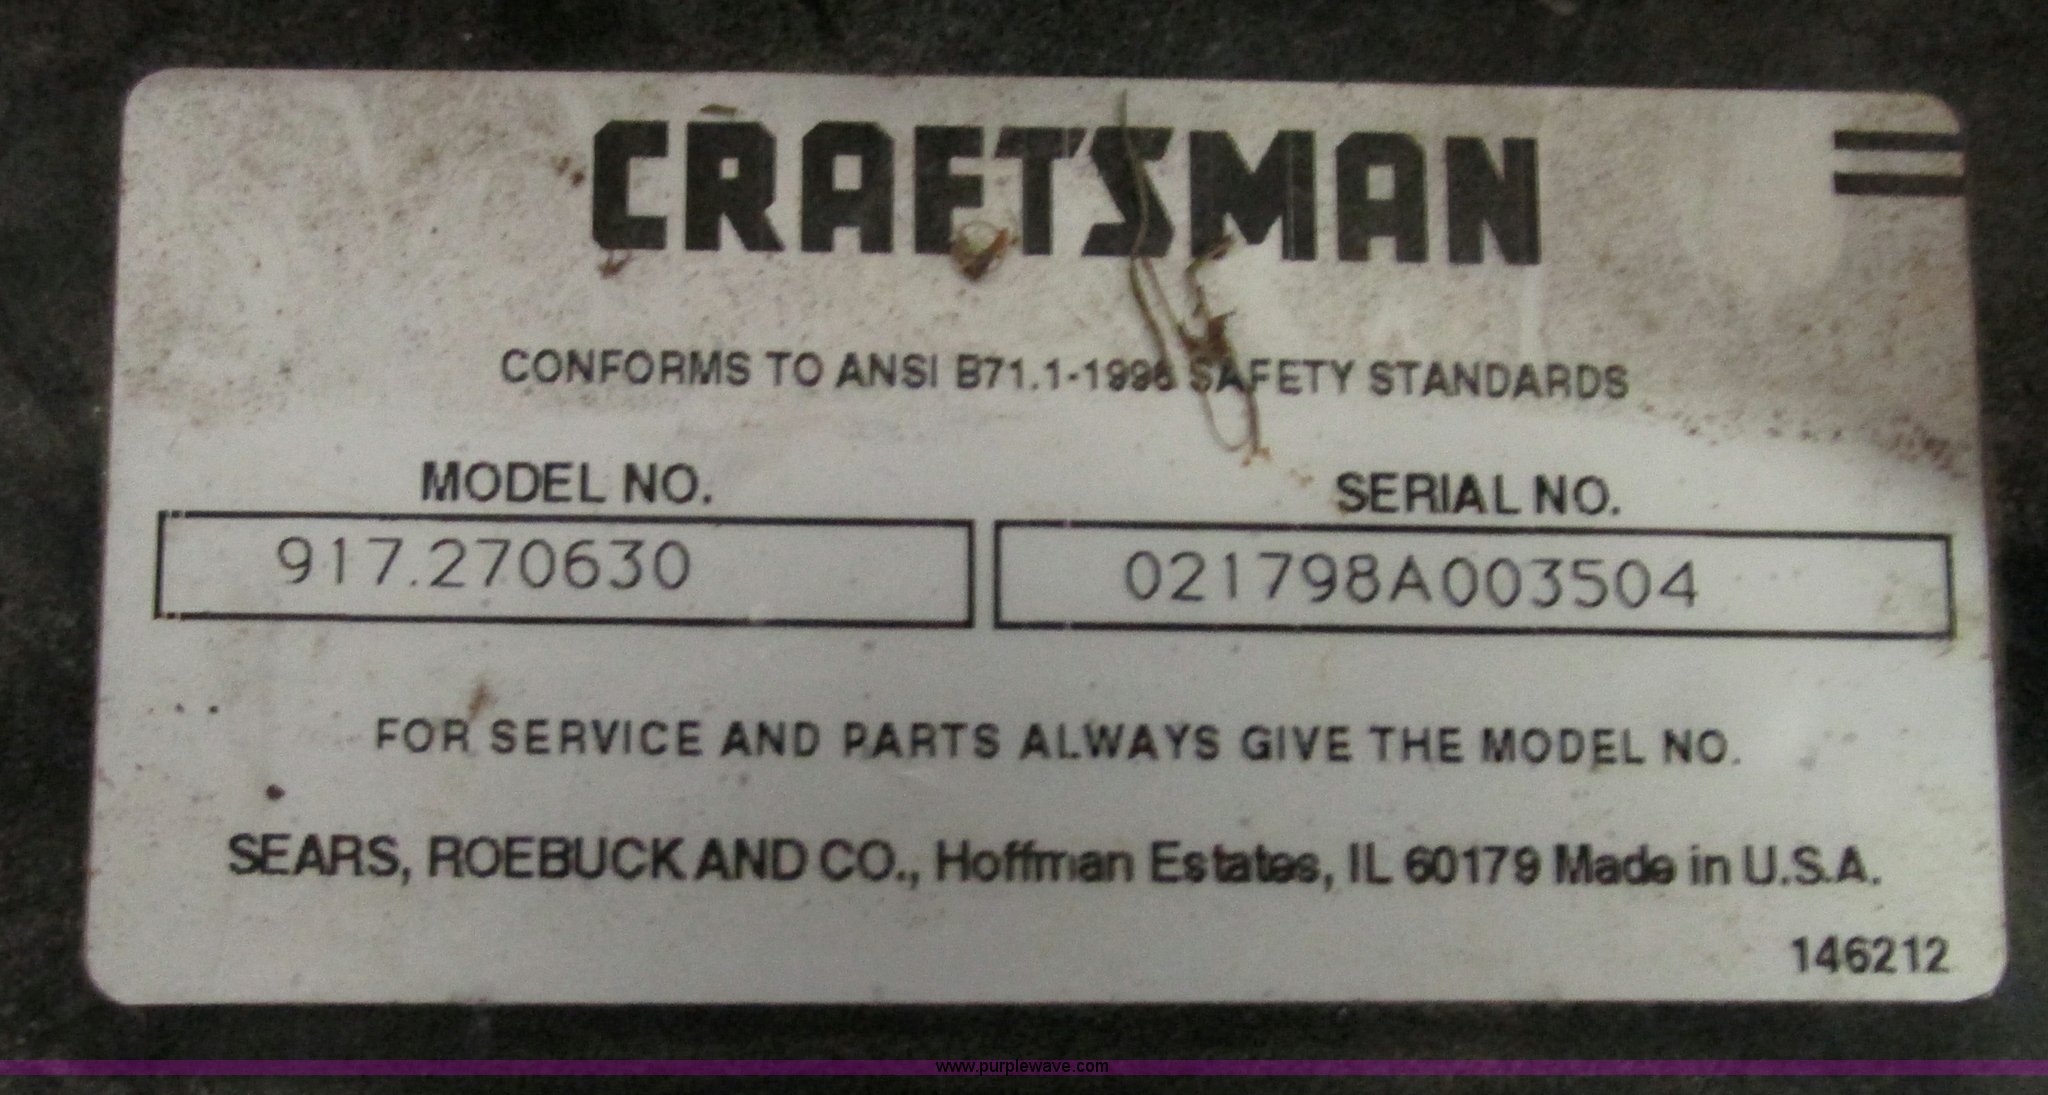 CRAFTSMAN
CONFORMS TO ANSI B71.1-1996 SAFETY STANDARDS
MODEL NO.
917.270630
SERIAL NO.
021798A003504
FOR SERVICE AND PARTS ALWAYS GIVE THE MODEL NO.
SEARS, ROEBUCK AND CO., Hoffman Estates, IL 60179 Made in U.S.A.
146212
www.purplewave.com